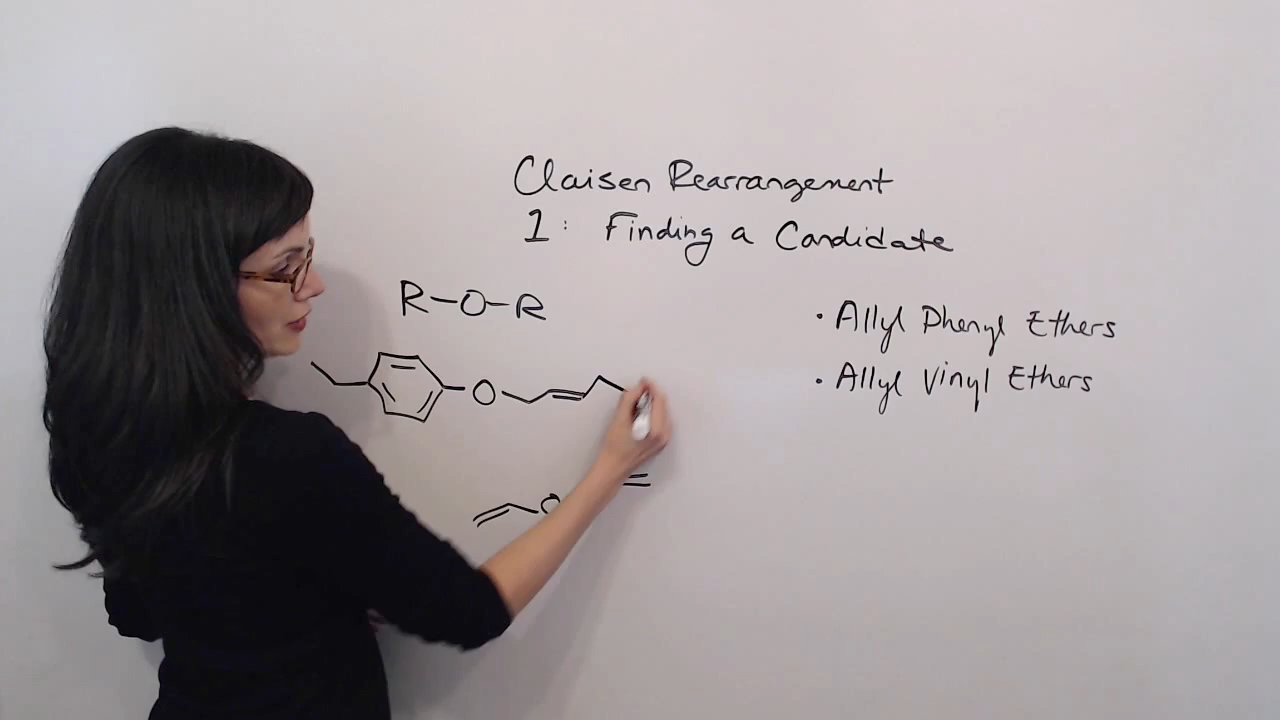 Claisen Rearrangement
1: Finding a Candidate
R-O-R
• Allyl Phenyl Ethers
• Allyl Vinyl Ethers
O
O